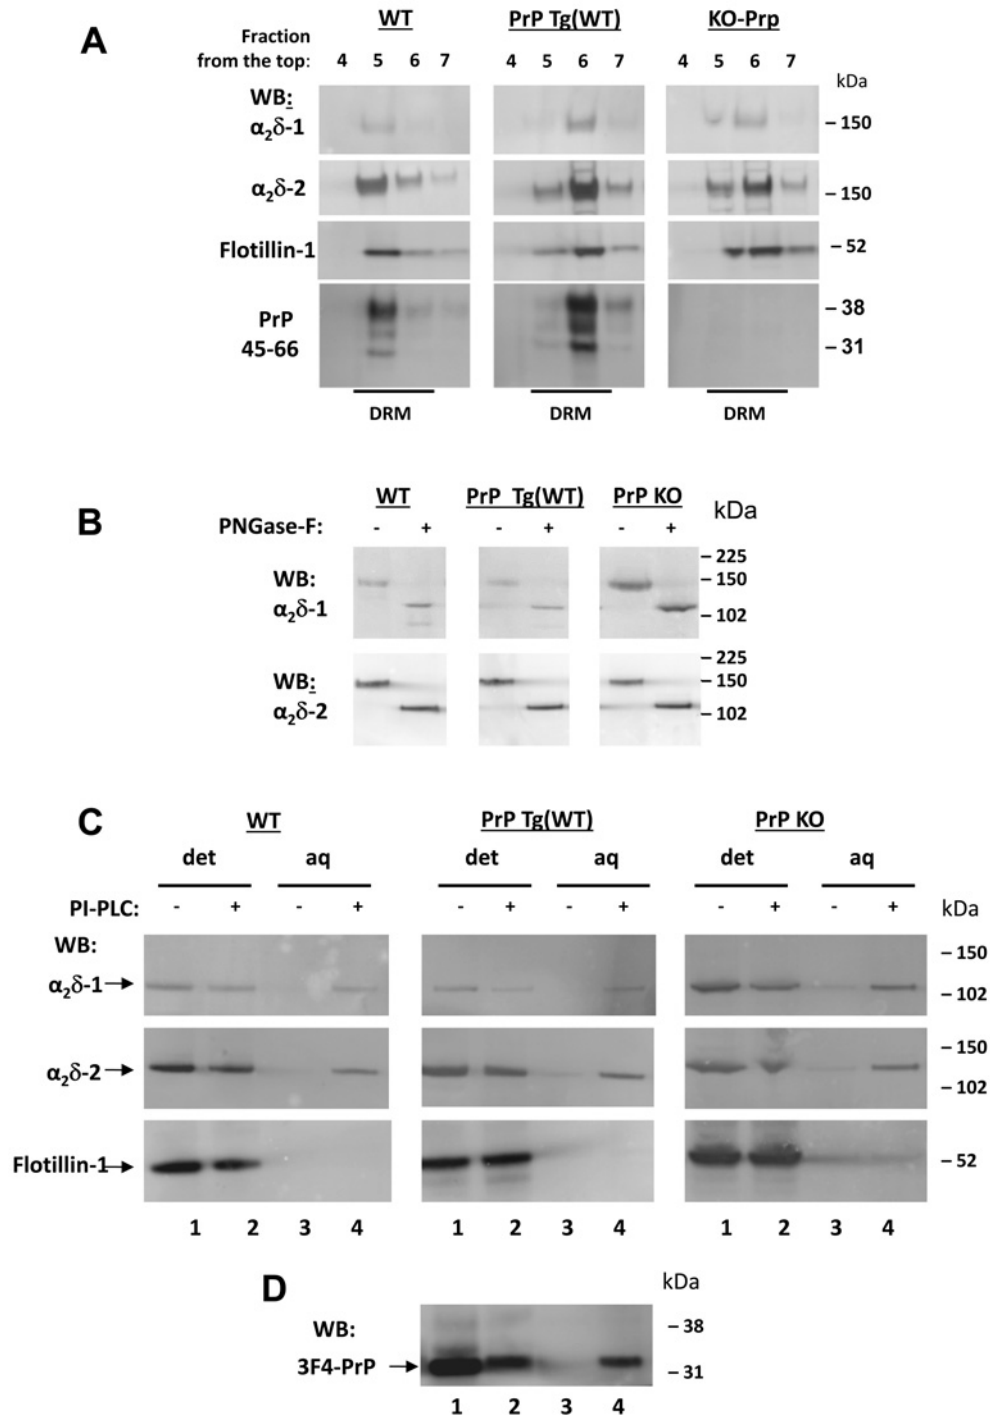 A
WT PrP Tg(WT) KO-Prp
Fraction
from the top: 4 5 6 7 4 5 6 7 4 5 6 7
kDa
WB:
α2δ-1
– 150
α2δ-2
– 150
Flotillin-1
– 52
PrP
45-66
– 38
– 31
DRM DRM DRM
B
WT PrP Tg(WT) PrP KO
kDa
PNGase-F: - + - + - +
WB:
α2δ-1
– 225
– 150
– 102
WB:
α2δ-2
– 225
– 150
– 102
C
WT PrP Tg(WT) PrP KO
det aq det aq det aq
PI-PLC: - + - + - + - + - + - + kDa
WB:
α2δ-1
– 150
– 102
α2δ-2
– 150
– 102
Flotillin-1
– 52
1 2 3 4 1 2 3 4 1 2 3 4
D
kDa
WB:
3F4-PrP
– 38
– 31
1 2 3 4